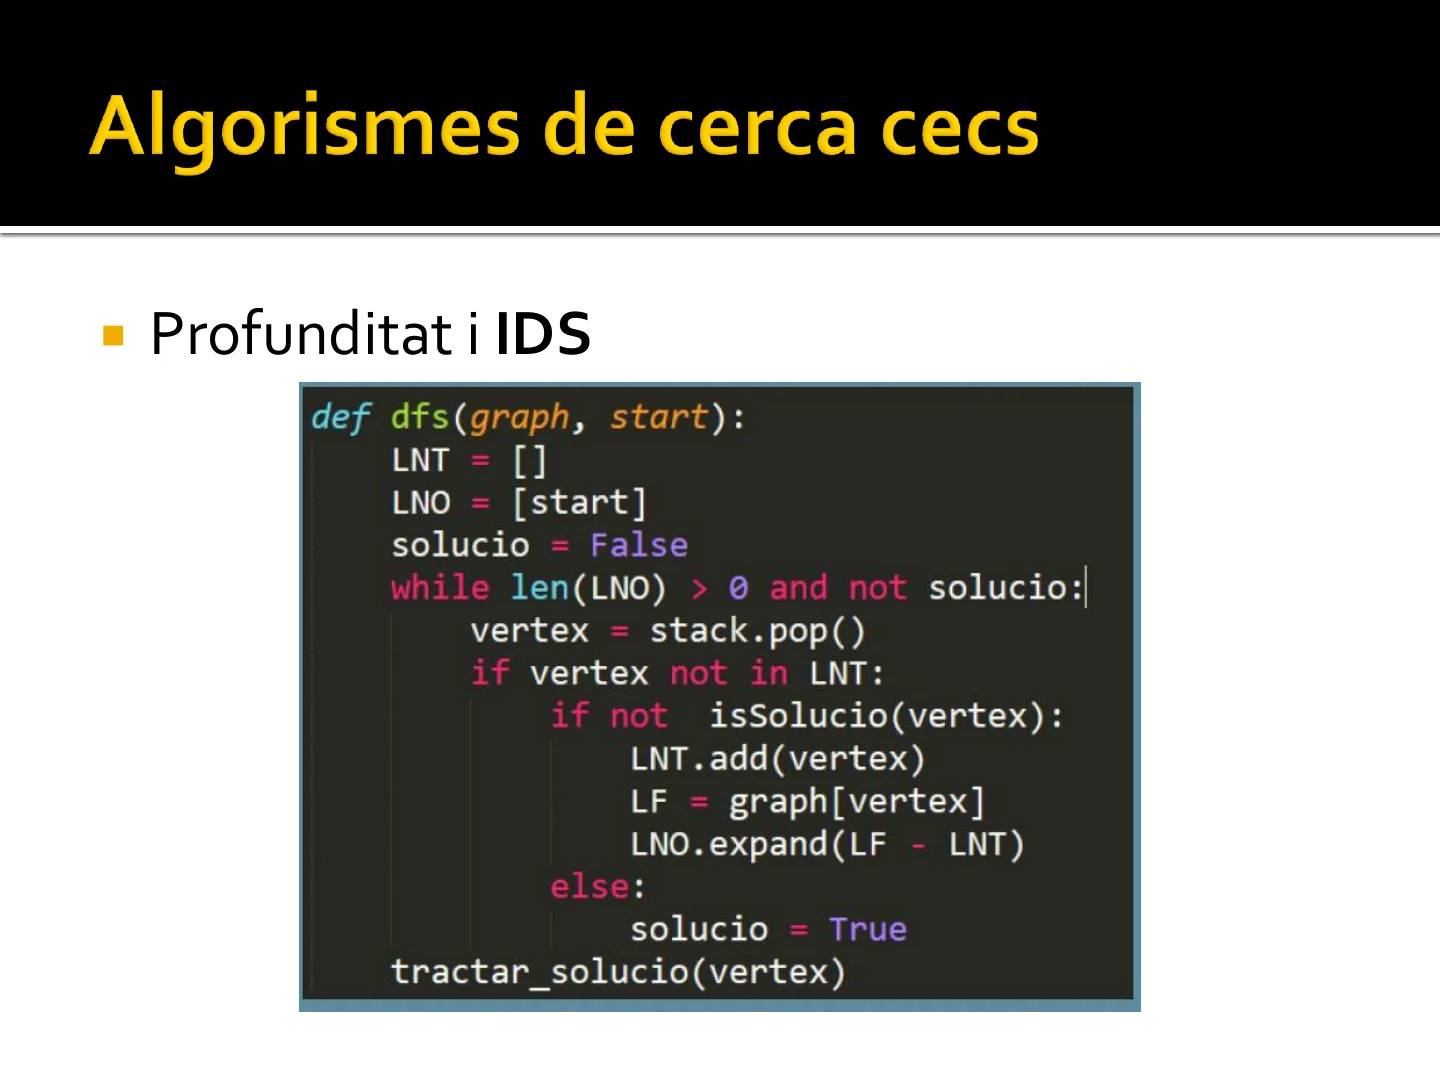 Algorismes de cerca cecs
Profunditat i IDS
def dfs(graph, start):
    LNT = []
    LNO = [start]
    solucio = False
    while len(LNO) > 0 and not solucio:
        vertex = stack.pop()
        if vertex not in LNT:
            if not  isSolucio(vertex):
                LNT.add(vertex)
                LF = graph[vertex]
                LNO.expand(LF - LNT)
            else:
                solucio = True
    tractar_solucio(vertex)